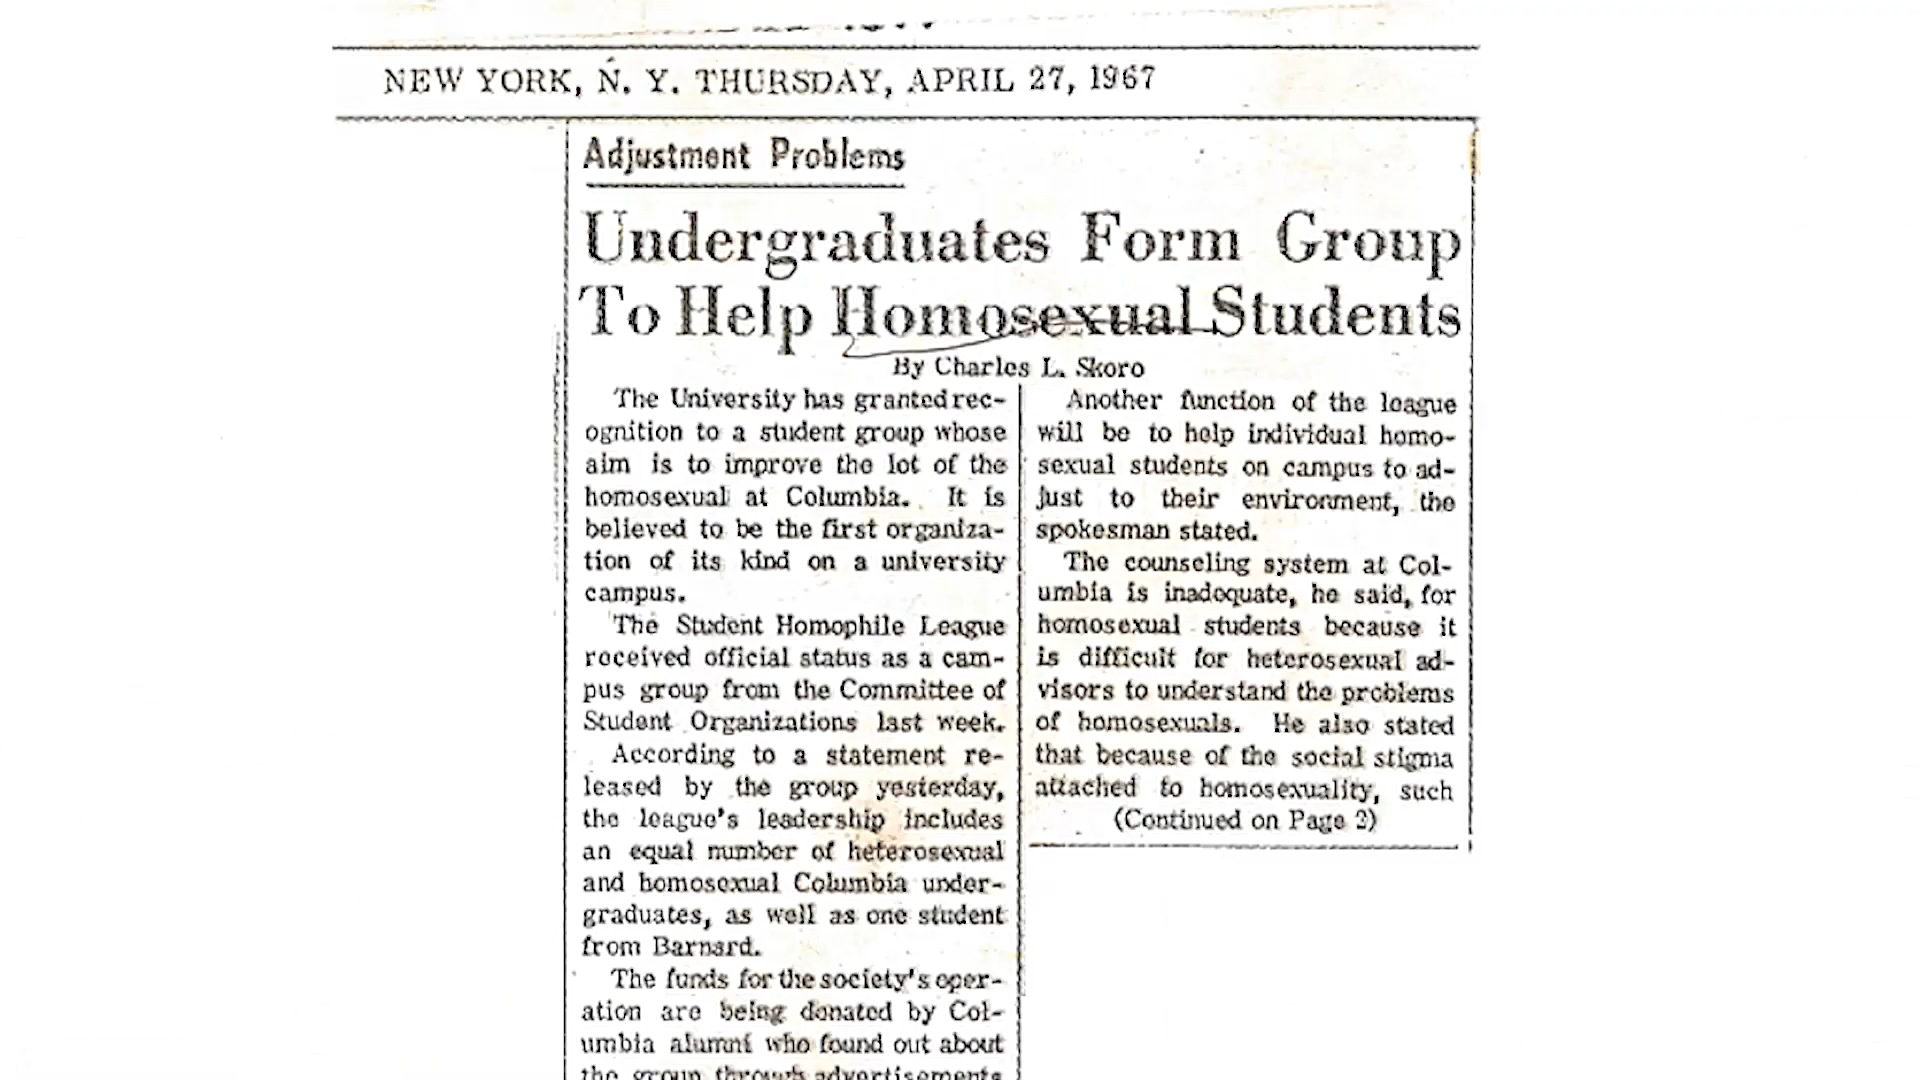 NEW YORK, N. Y. THURSDAY, APRIL 27, 1967
Adjustment Problems
Undergraduates Form Group
To Help Homosexual Students
By Charles L. Skoro
The University has granted rec-
ognition to a student group whose
aim is to improve the lot of the
homosexual at Columbia. It is
believed to be the first organiza-
tion of its kind on a university
campus.
The Student Homophile League
received official status as a cam-
pus group from the Committee of
Student Organizations last week.
According to a statement re-
leased by the group yesterday,
the league's leadership includes
an equal number of heterosexual
and homosexual Columbia under-
graduates, as well as one student
from Barnard.
The funds for the society's oper-
ation are being donated by Col-
umbia alumni who found out about
the group through advertisements
Another function of the league
will be to help individual homo-
sexual students on campus to ad-
just to their environment, the
spokesman stated.
The counseling system at Col-
umbia is inadequate, he said, for
homosexual students because it
is difficult for heterosexual ad-
visors to understand the problems
of homosexuals. He also stated
that because of the social stigma
attached to homosexuality, such
(Continued on Page 2)